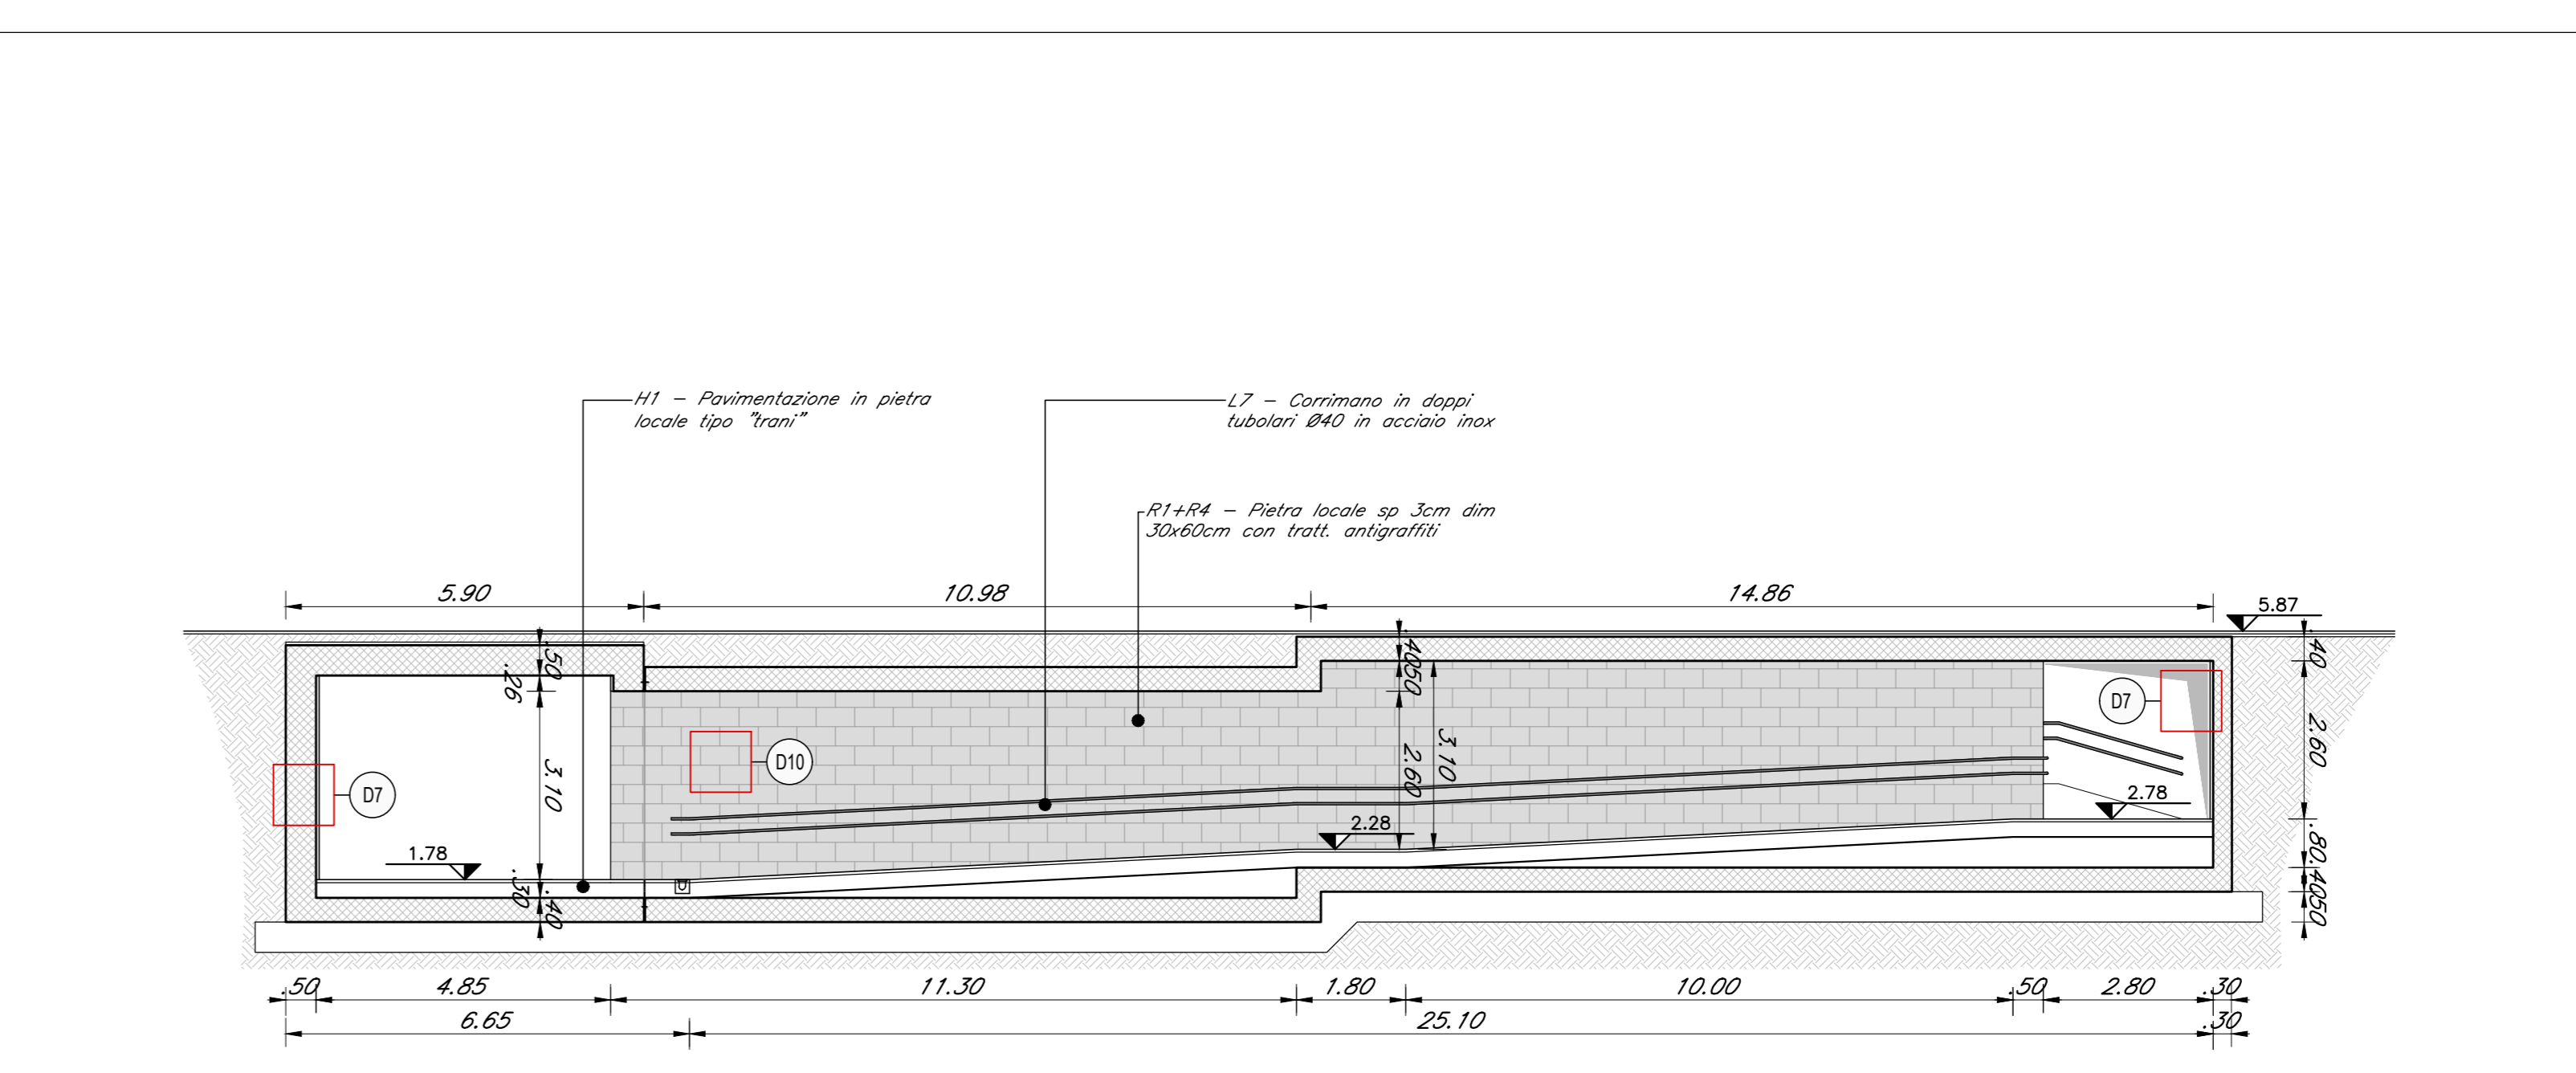 H1 – Pavimentazione in pietra
locale tipo "trani"
L7 – Corrimano in doppi
tubolari Ø40 in acciaio inox
R1+R4 – Pietra locale sp 3cm dim
30x60cm con tratt. antigraffiti
5.90 10.98 14.86
5.87
.50
.26
3.10
.30
.40
.40
.50
2.60
3.10
.40
2.60
.80
.40
.50
D7
D10
D7
1.78
2.28
2.78
.50 4.85 11.30 1.80 10.00 .50 2.80 .30
6.65 25.10 .30